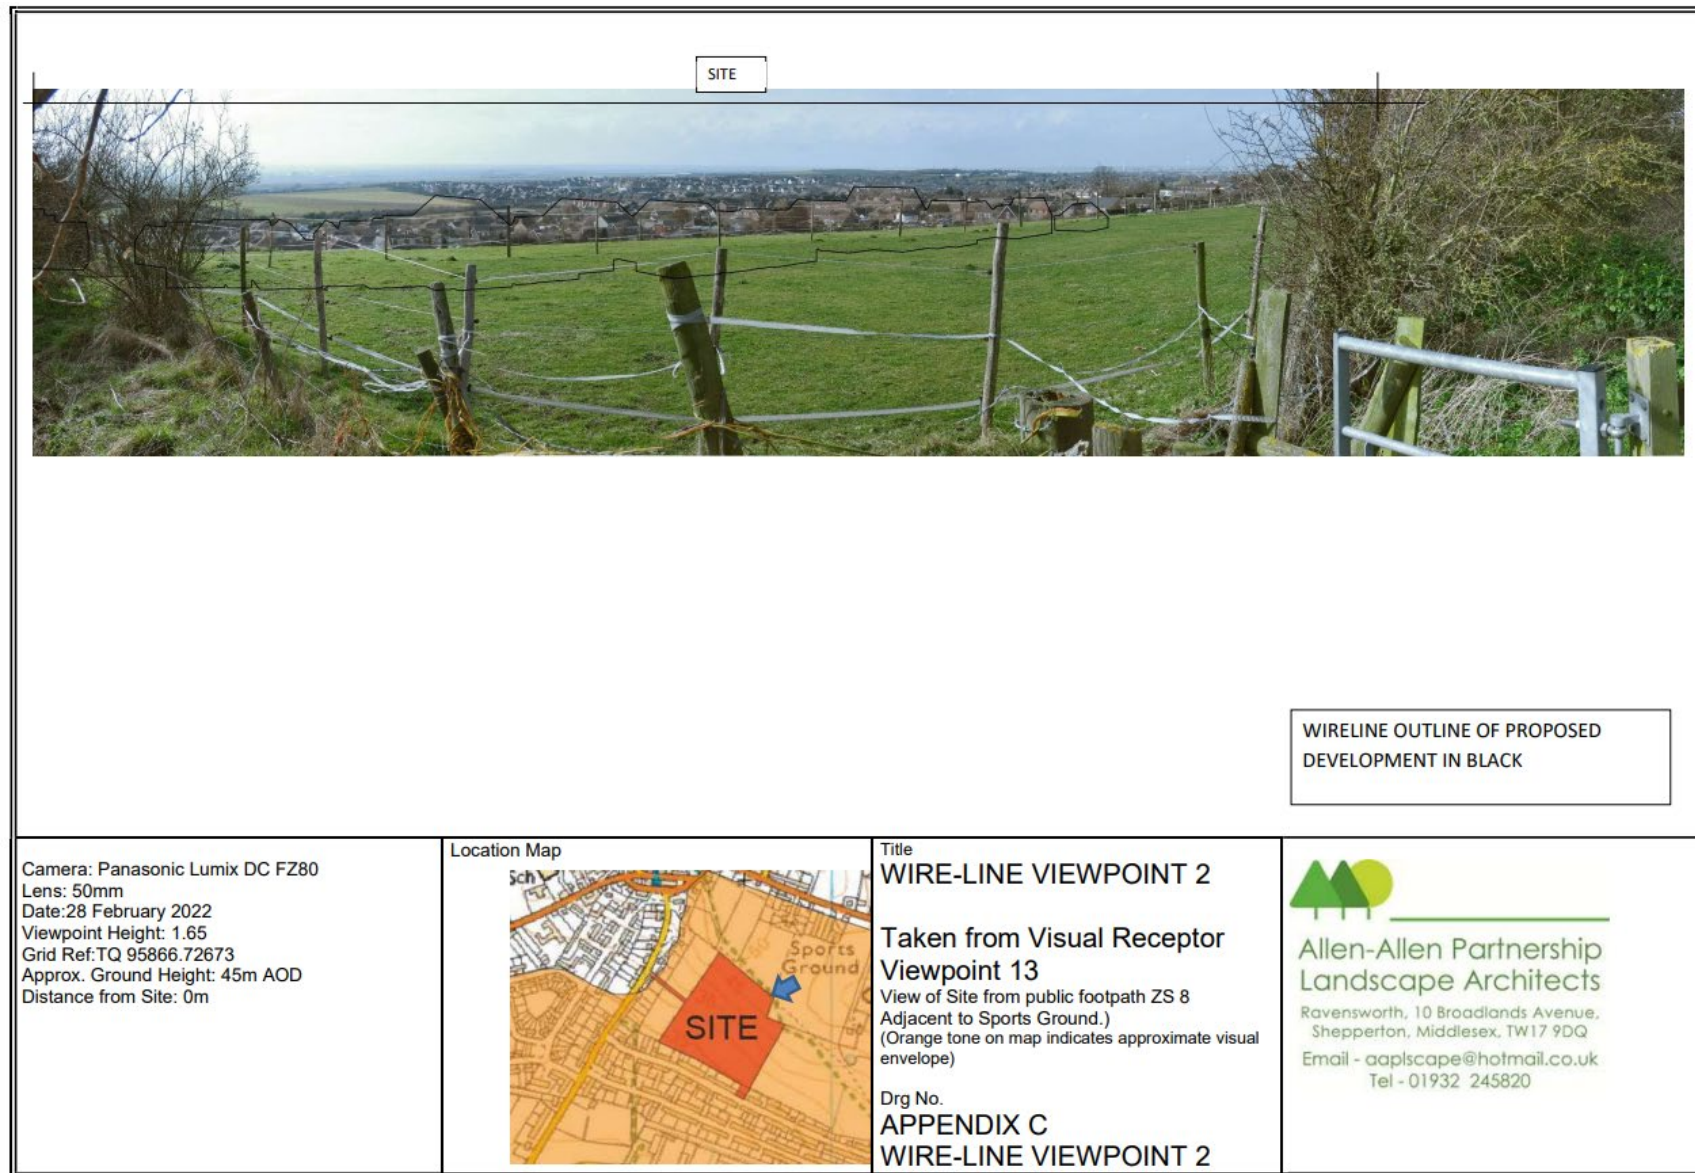 SITE
WIRELINE OUTLINE OF PROPOSED
DEVELOPMENT IN BLACK
Camera: Panasonic Lumix DC FZ80
Lens: 50mm
Date:28 February 2022
Viewpoint Height: 1.65
Grid Ref:TQ 95866.72673
Approx. Ground Height: 45m AOD
Distance from Site: 0m
Location Map
Sch
Sports
Ground
SITE
Title
WIRE-LINE VIEWPOINT 2
Taken from Visual Receptor
Viewpoint 13
View of Site from public footpath ZS 8
Adjacent to Sports Ground.)
(Orange tone on map indicates approximate visual
envelope)
Drg No.
APPENDIX C
WIRE-LINE VIEWPOINT 2
Allen-Allen Partnership
Landscape Architects
Ravensworth, 10 Broadlands Avenue,
Shepperton, Middlesex, TW17 9DQ
Email - aaplscape@hotmail.co.uk
Tel - 01932 245820